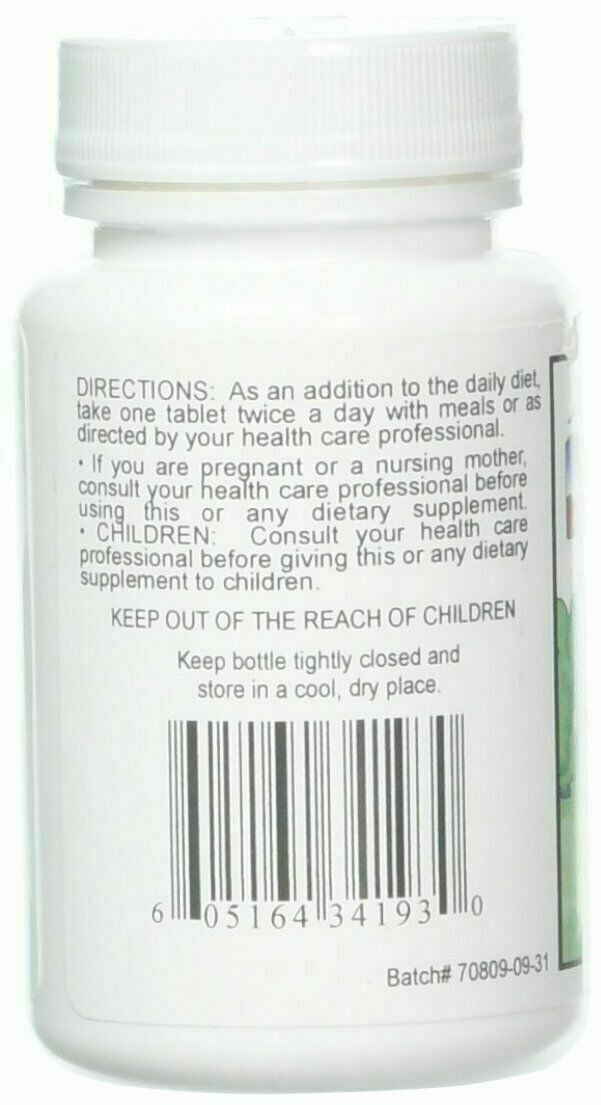 DIRECTIONS: As an addition to the daily diet,
take one tablet twice a day with meals or as
directed by your health care professional.
• If you are pregnant or a nursing mother,
consult your health care professional before
using this or any dietary supplement.
• CHILDREN: Consult your health care
professional before giving this or any dietary
supplement to children.
KEEP OUT OF THE REACH OF CHILDREN
Keep bottle tightly closed and
store in a cool, dry place.
6 05164 34193 0
Batch# 70809-09-31